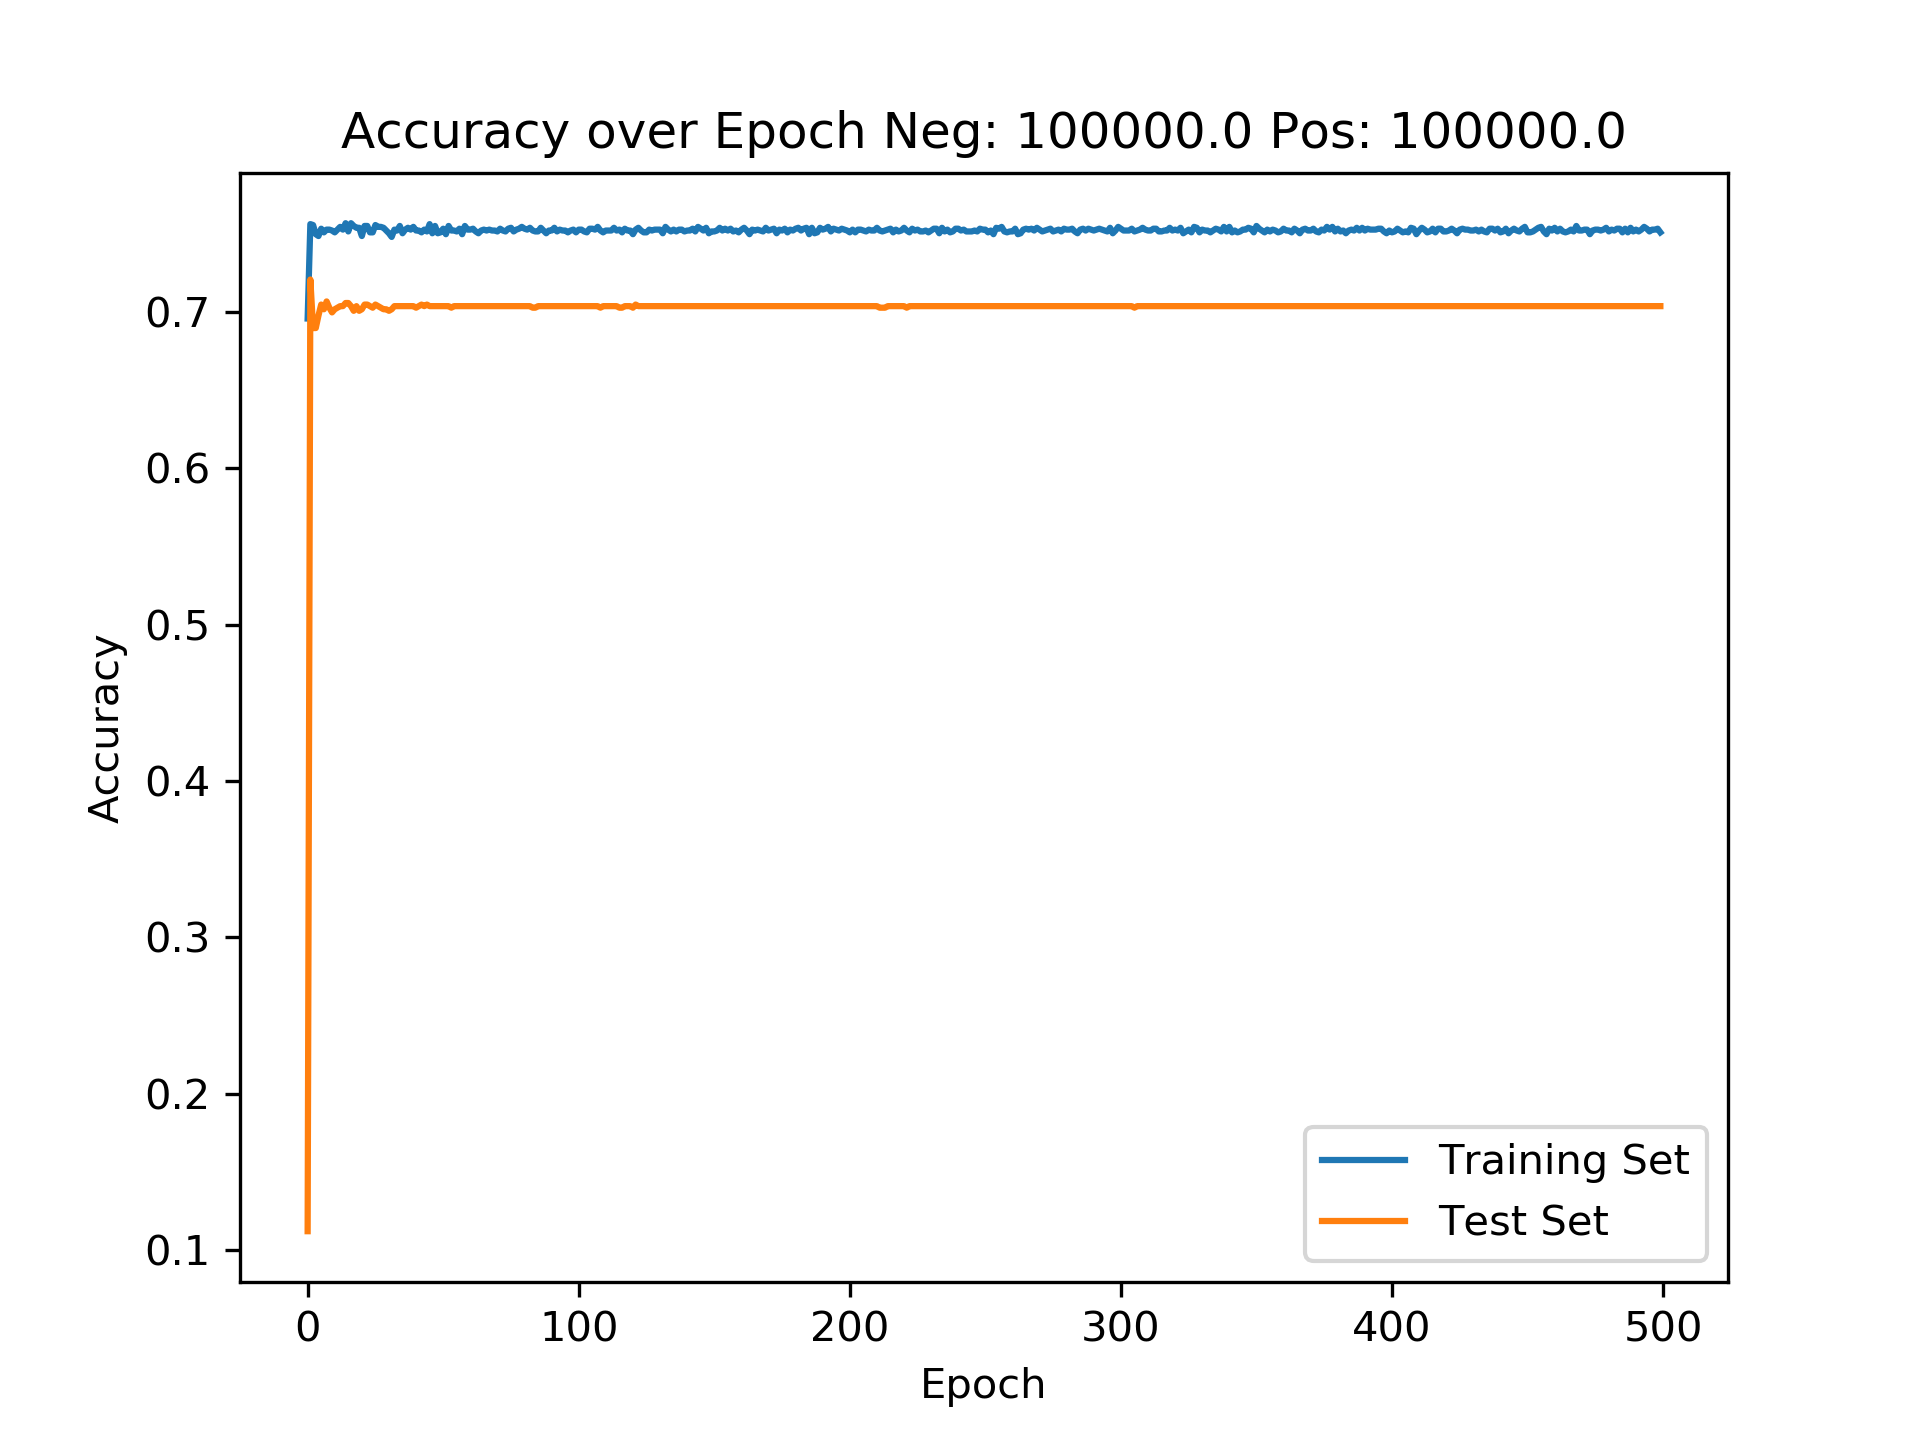 Accuracy over Epoch Neg: 100000.0 Pos: 100000.0
Accuracy
0.7
0.6
0.5
0.4
0.3
0.2
0.1
Training Set
Test Set
0 100 200 300 400 500
Epoch